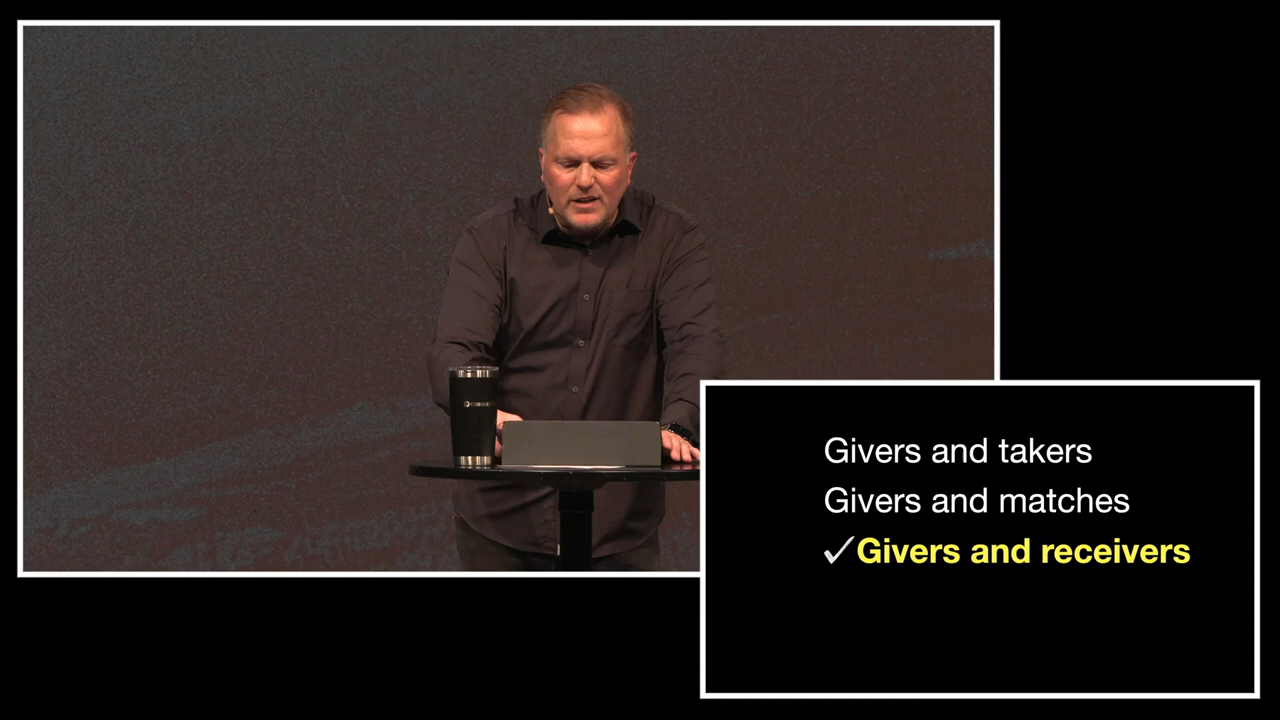 Givers and takers
Givers and matches
✓Givers and receivers